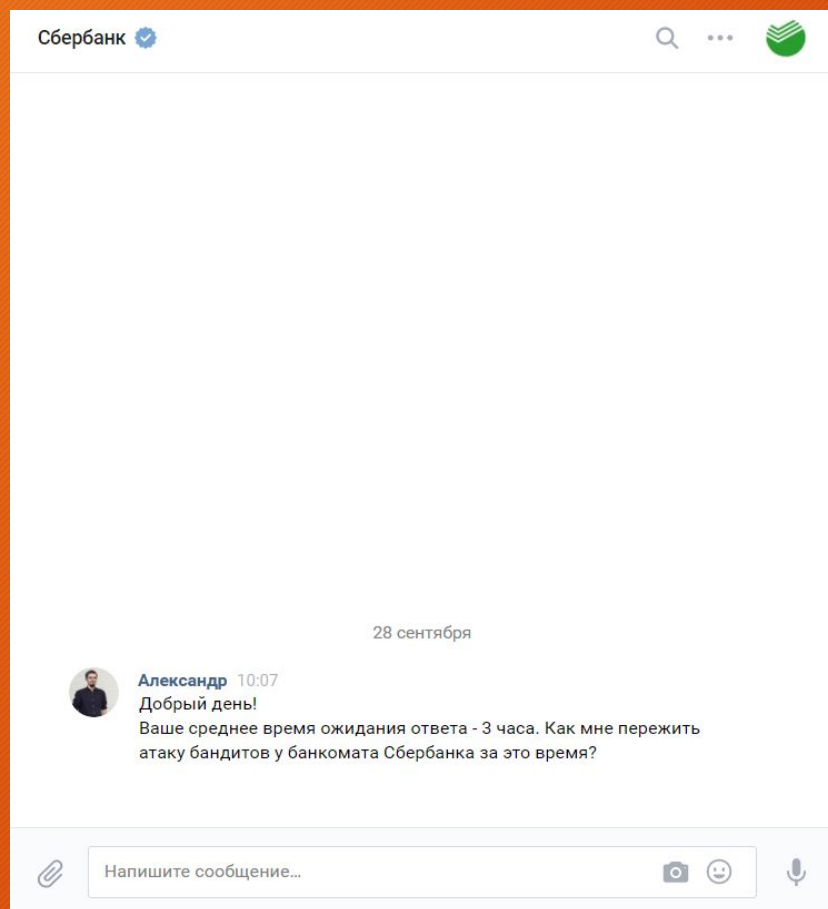 Сбербанк
28 сентября
Александр 10:07
Добрый день!
Ваше среднее время ожидания ответа - 3 часа. Как мне пережить
атаку бандитов у банкомата Сбербанка за это время?
Напишите сообщение...